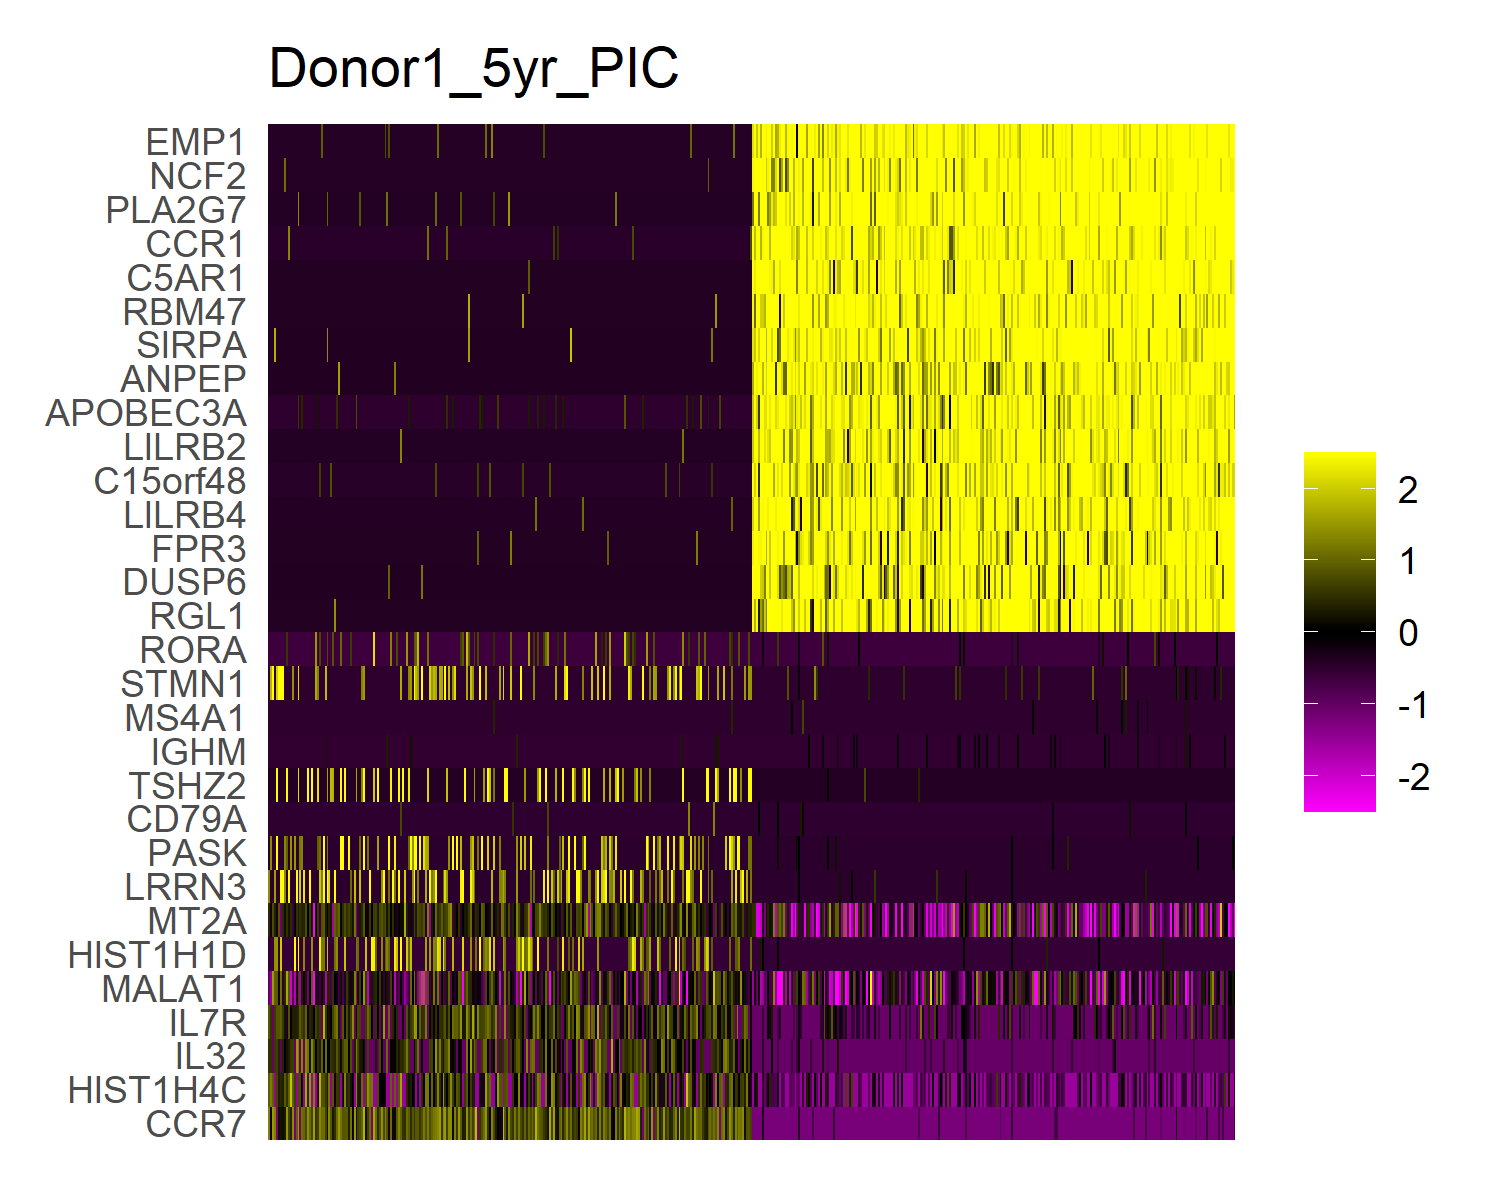 Donor1_5yr_PIC
EMP1
NCF2
PLA2G7
CCR1
C5AR1
RBM47
SIRPA
ANPEP
APOBEC3A
LILRB2
C15orf48
LILRB4
FPR3
DUSP6
RGL1
RORA
STMN1
MS4A1
IGHM
TSHZ2
CD79A
PASK
LRRN3
MT2A
HIST1H1D
MALAT1
IL7R
IL32
HIST1H4C
CCR7
2
1
0
-1
-2